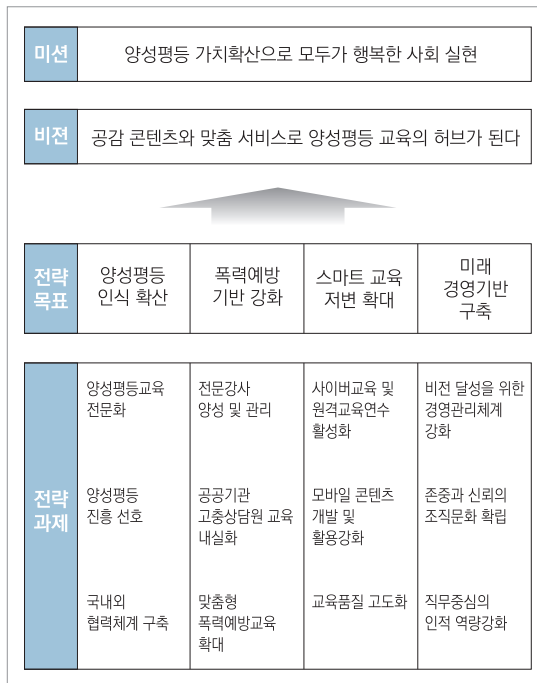 미션
양성평등 가치확산으로 모두가 행복한 사회 실현
비젼
공감 콘텐츠와 맞춤 서비스로 양성평등 교육의 허브가 된다
전략
목표
양성평등
인식 확산
폭력예방
기반 강화
스마트 교육
저변 확대
미래
경영기반
구축
전략
과제
양성평등교육
전문화
전문강사
양성 및 관리
사이버교육 및
원격교육연수
활성화
비전 달성을 위한
경영관리체계
강화
양성평등
진흥 선호
공공기관
고충상담원 교육
내실화
모바일 콘텐츠
개발 및
활용강화
존중과 신뢰의
조직문화 확립
국내외
협력체계 구축
맞춤형
폭력예방교육
확대
교육품질 고도화
직무중심의
인적 역량강화